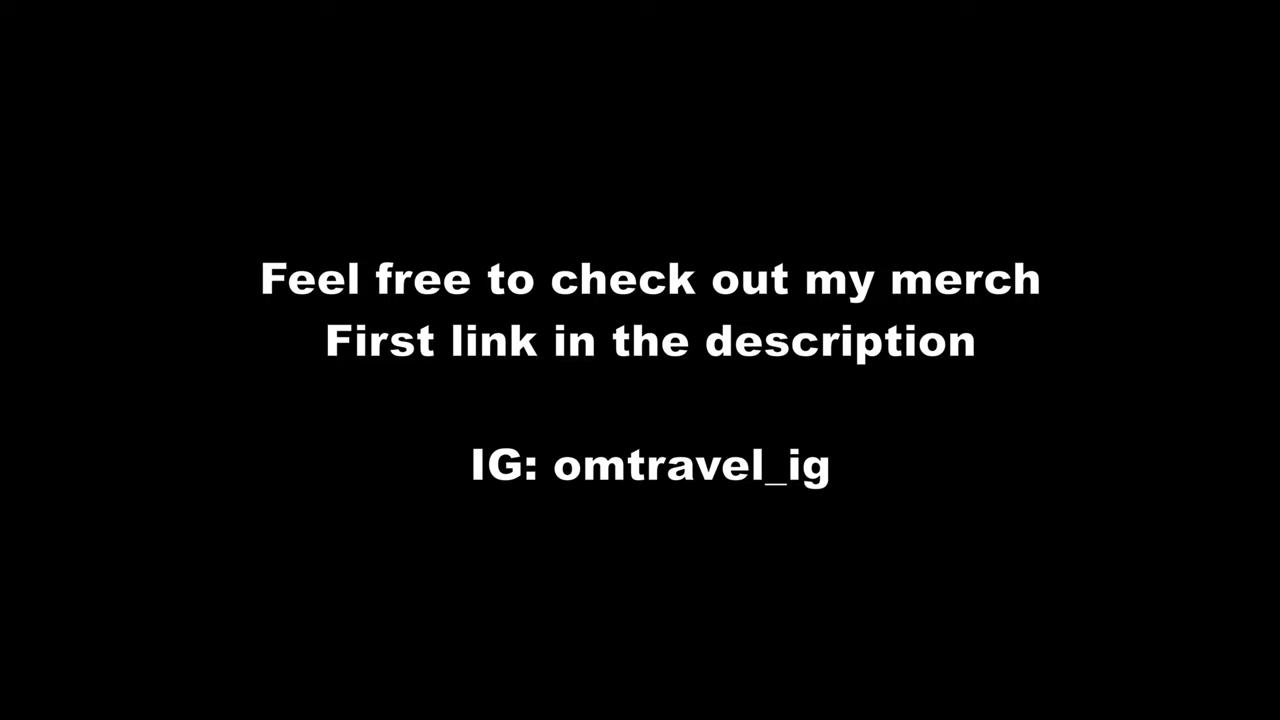 Feel free to check out my merch
First link in the description
IG: omtravel_ig